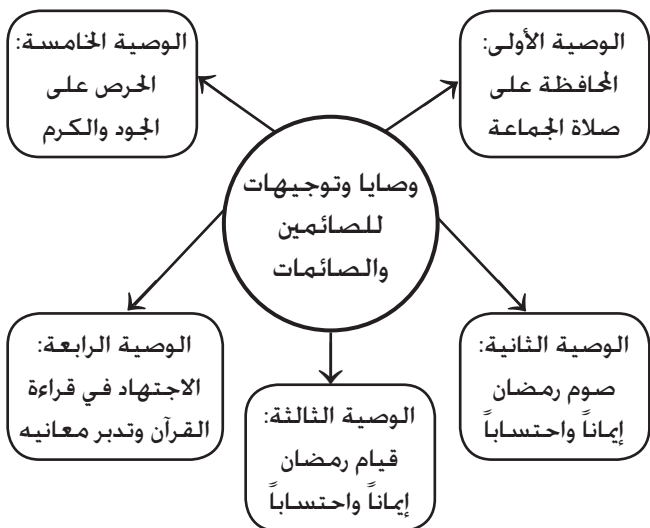 وصايا وتوجيهات
للصائمين
والصائمات
الوصية الأولى:
المحافظة على
صلاة الجماعة
الوصية الثانية:
صوم رمضان
إيماناً واحتساباً
الوصية الثالثة:
قيام رمضان
إيماناً واحتساباً
الوصية الرابعة:
الاجتهاد في قراءة
القرآن وتدبر معانيه
الوصية الخامسة:
الحرص على
الجود والكرم